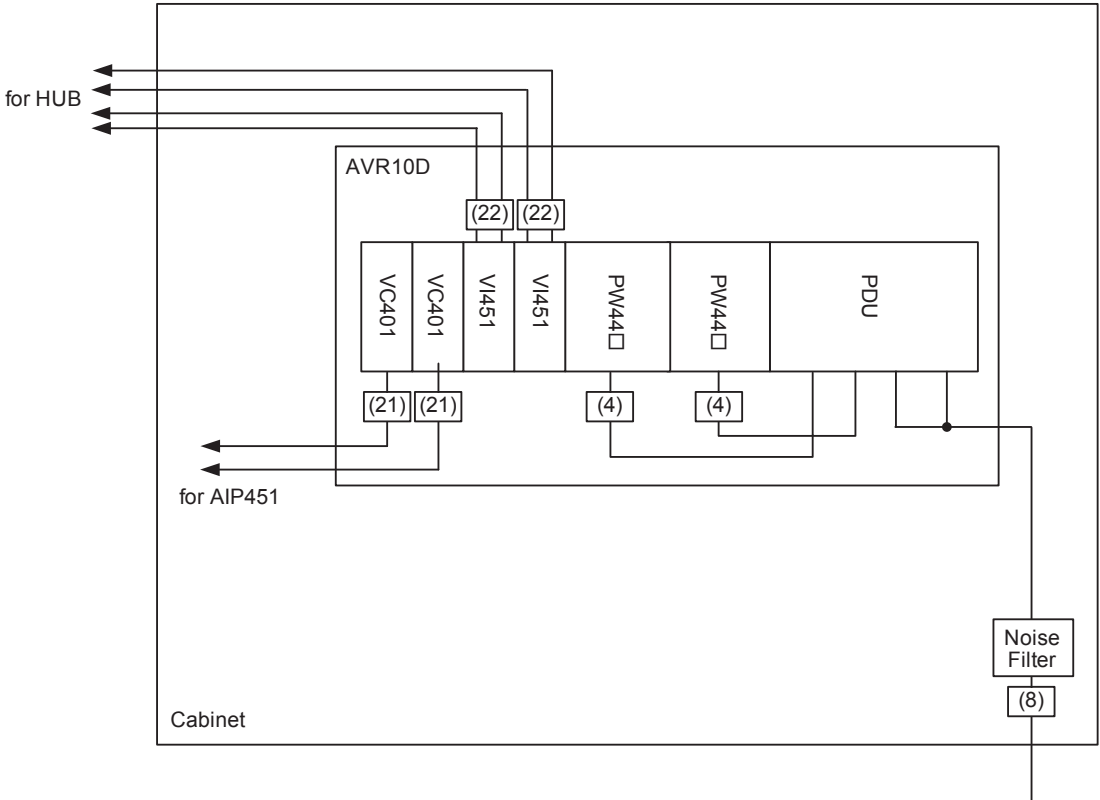 for HUB
AVR10D
(22)
(22)
VC401
VC401
VI451
VI451
PW44□
PW44□
PDU
(21)
(21)
(4)
(4)
for AIP451
Noise
Filter
(8)
Cabinet